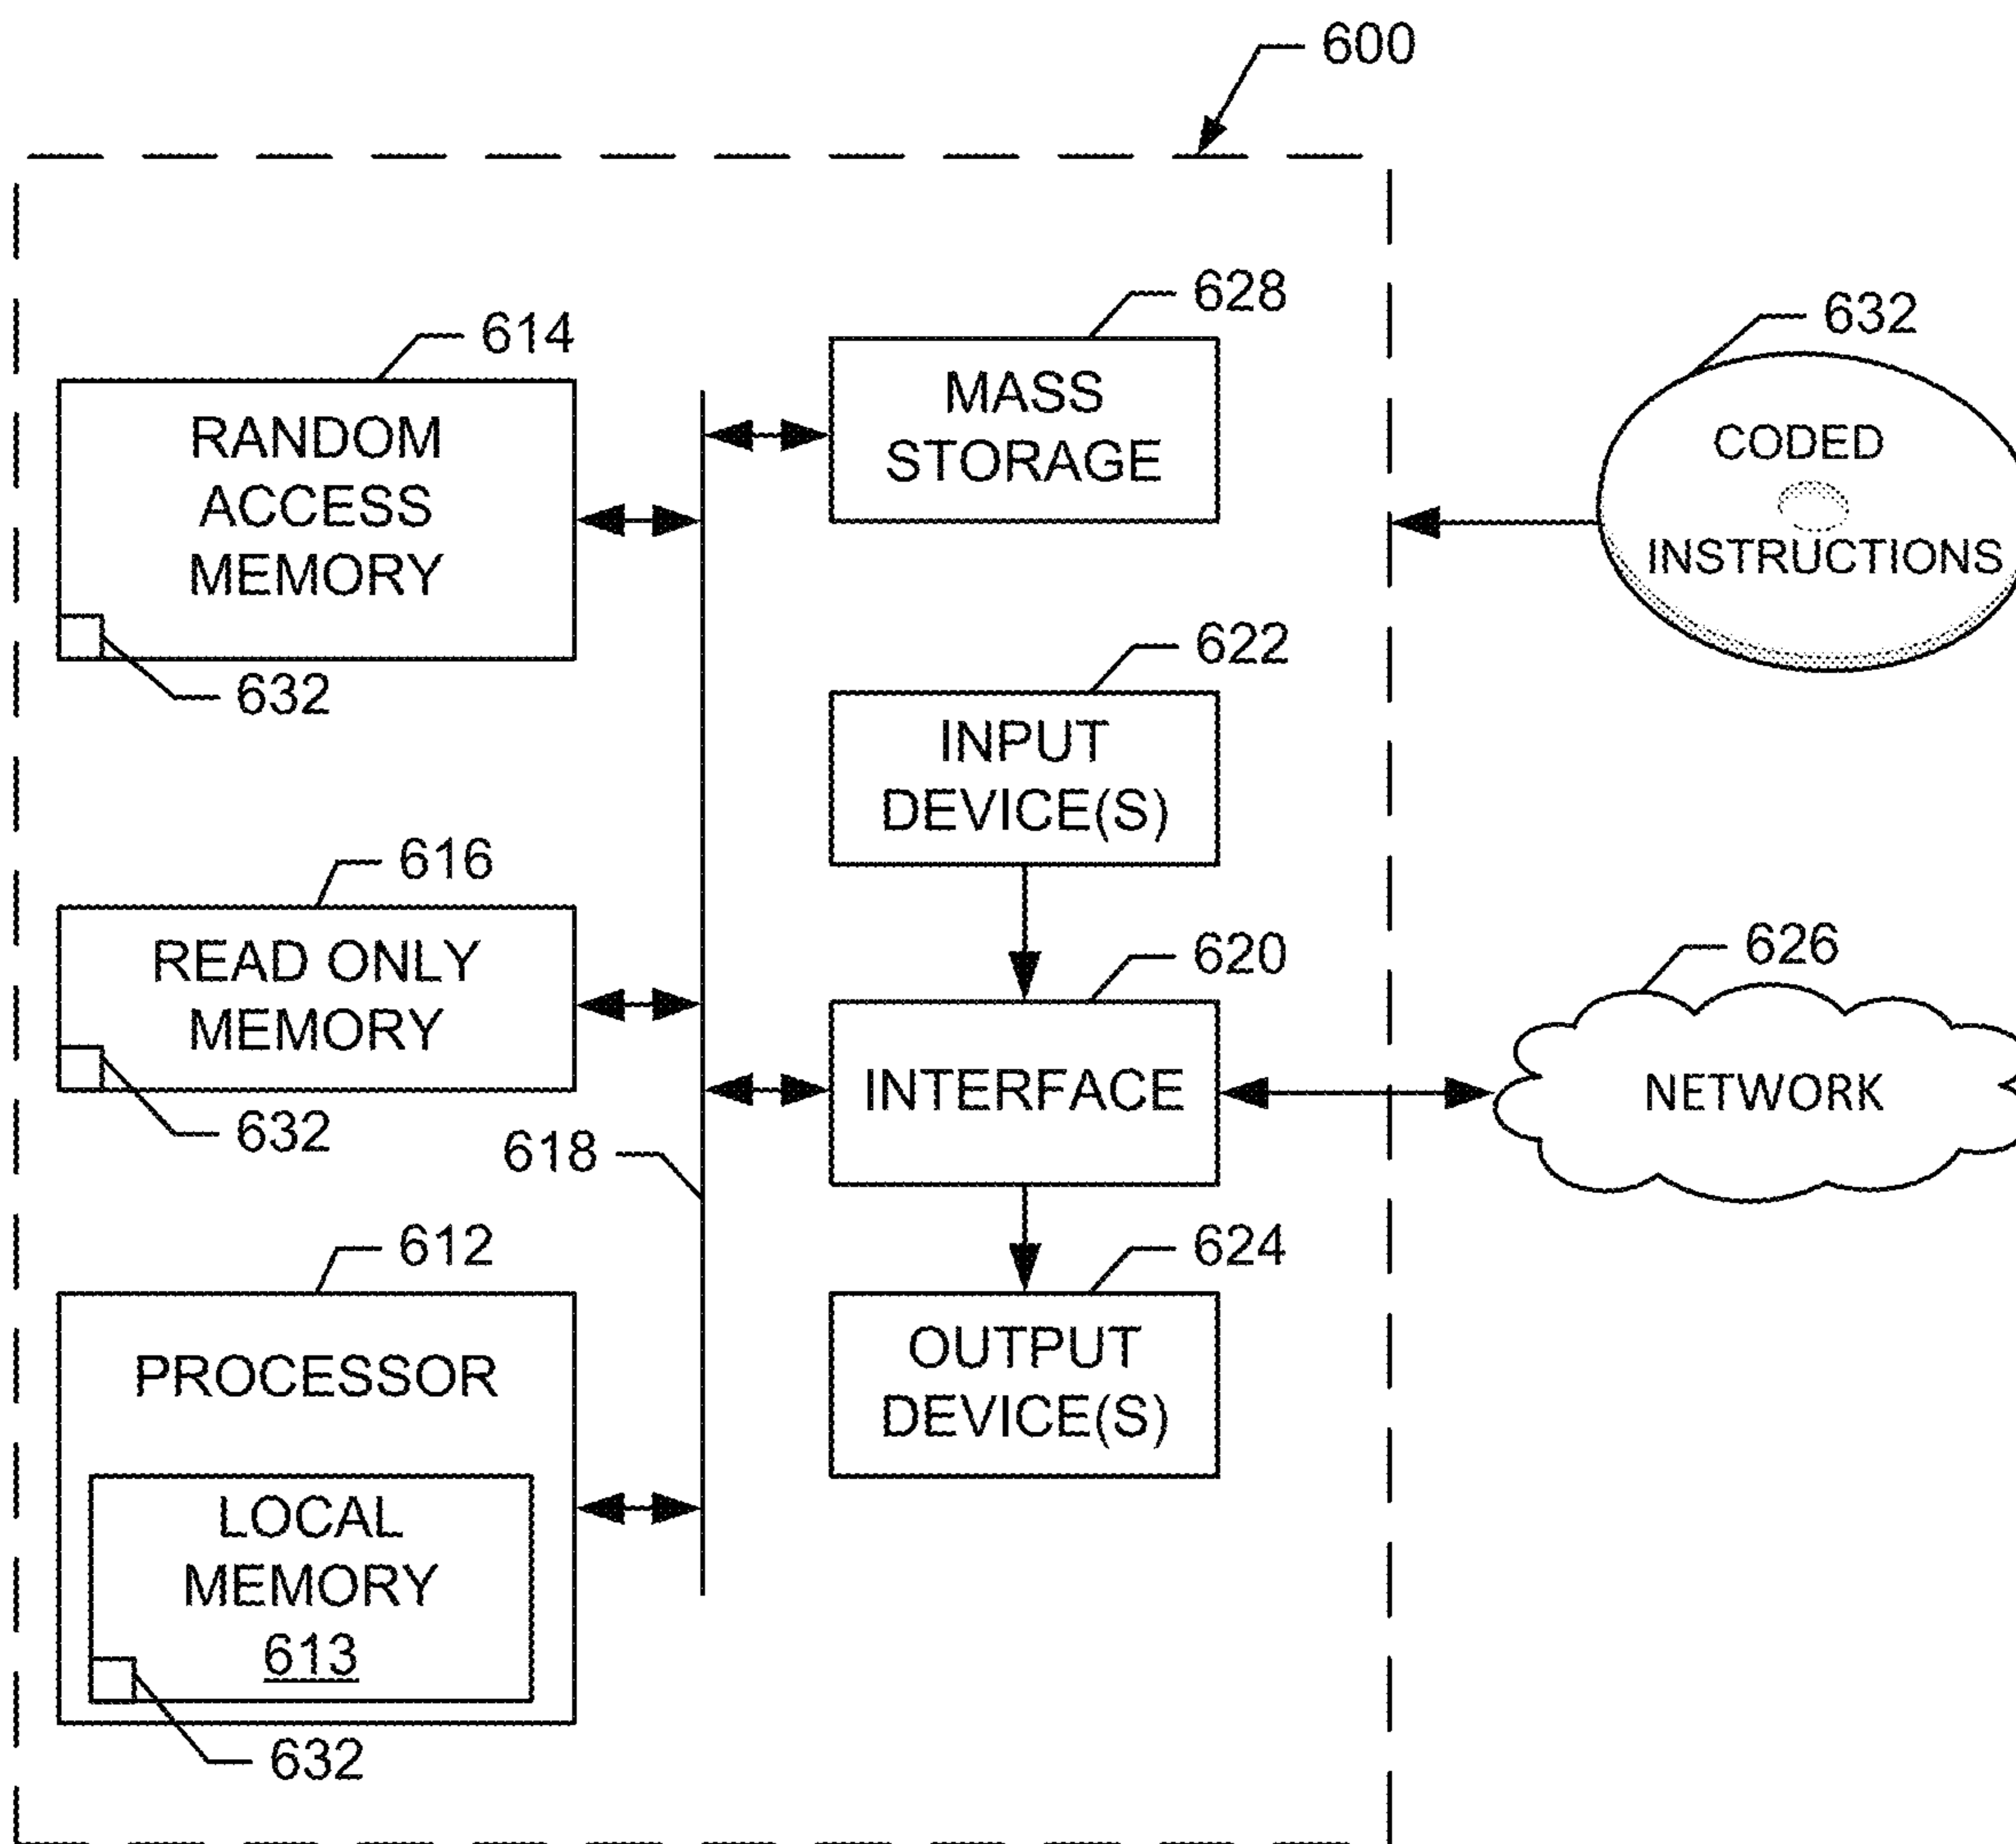 600
614
RANDOM
ACCESS
MEMORY
632
628
MASS
STORAGE
632
CODED
INSTRUCTIONS
622
INPUT
DEVICE(S)
616
READ ONLY
MEMORY
632
618
620
INTERFACE
626
NETWORK
612
PROCESSOR
LOCAL
MEMORY
613
632
624
OUTPUT
DEVICE(S)